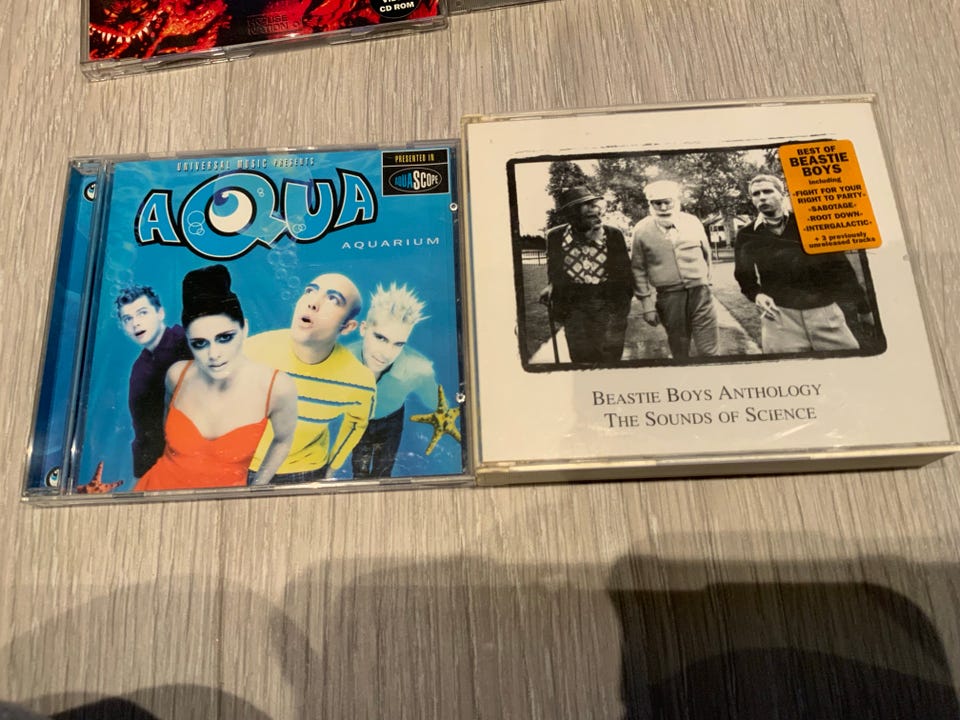 CD ROM
UNIVERSAL MUSIC PRESENTS
PRESENTED IN
AQUASCOPE
AQUA
AQUARIUM
BEST OF
BEASTIE
BOYS
including
-FIGHT FOR YOUR
RIGHT TO PARTY-
-SABOTAGE-
-ROOT DOWN-
-INTERGALACTIC-
+ 3 previously
unreleased tracks
BEASTIE BOYS ANTHOLOGY
THE SOUNDS OF SCIENCE